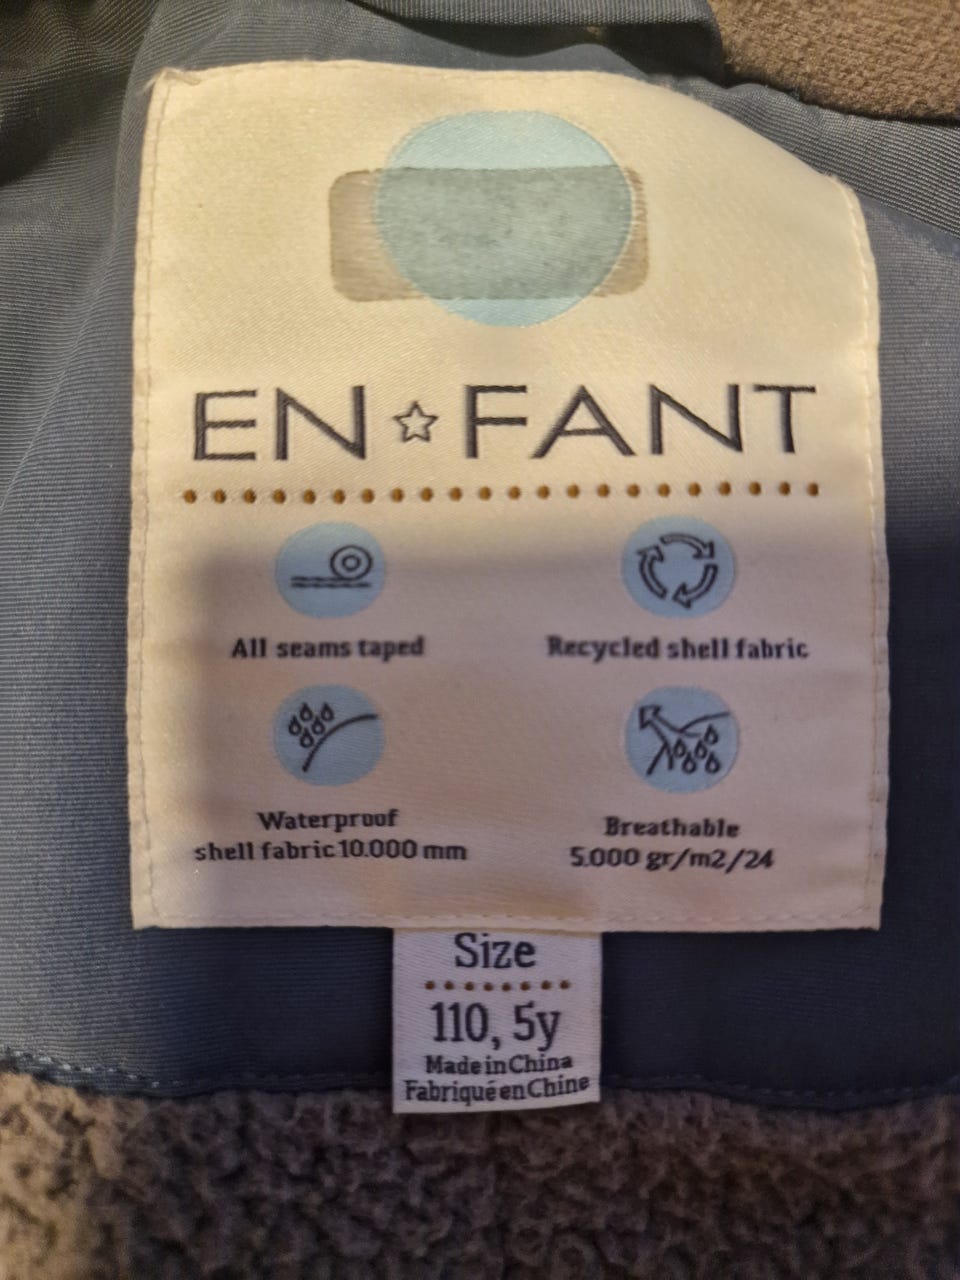 EN☆FANT
All seams taped
Recycled shell fabric
Waterproof
shell fabric 10.000 mm
Breathable
5.000 gr/m2/24
Size
110, 5y
Made in China
Fabriqué en Chine